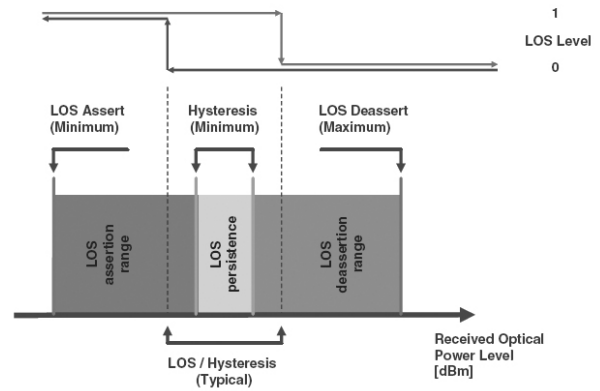 1
LOS Level
0
LOS Assert
(Minimum)
Hysteresis
(Minimum)
LOS Deassert
(Maximum)
LOS
assertion
range
LOS
persistence
LOS
deassertion
range
LOS / Hysteresis
(Typical)
Received Optical
Power Level
[dBm]